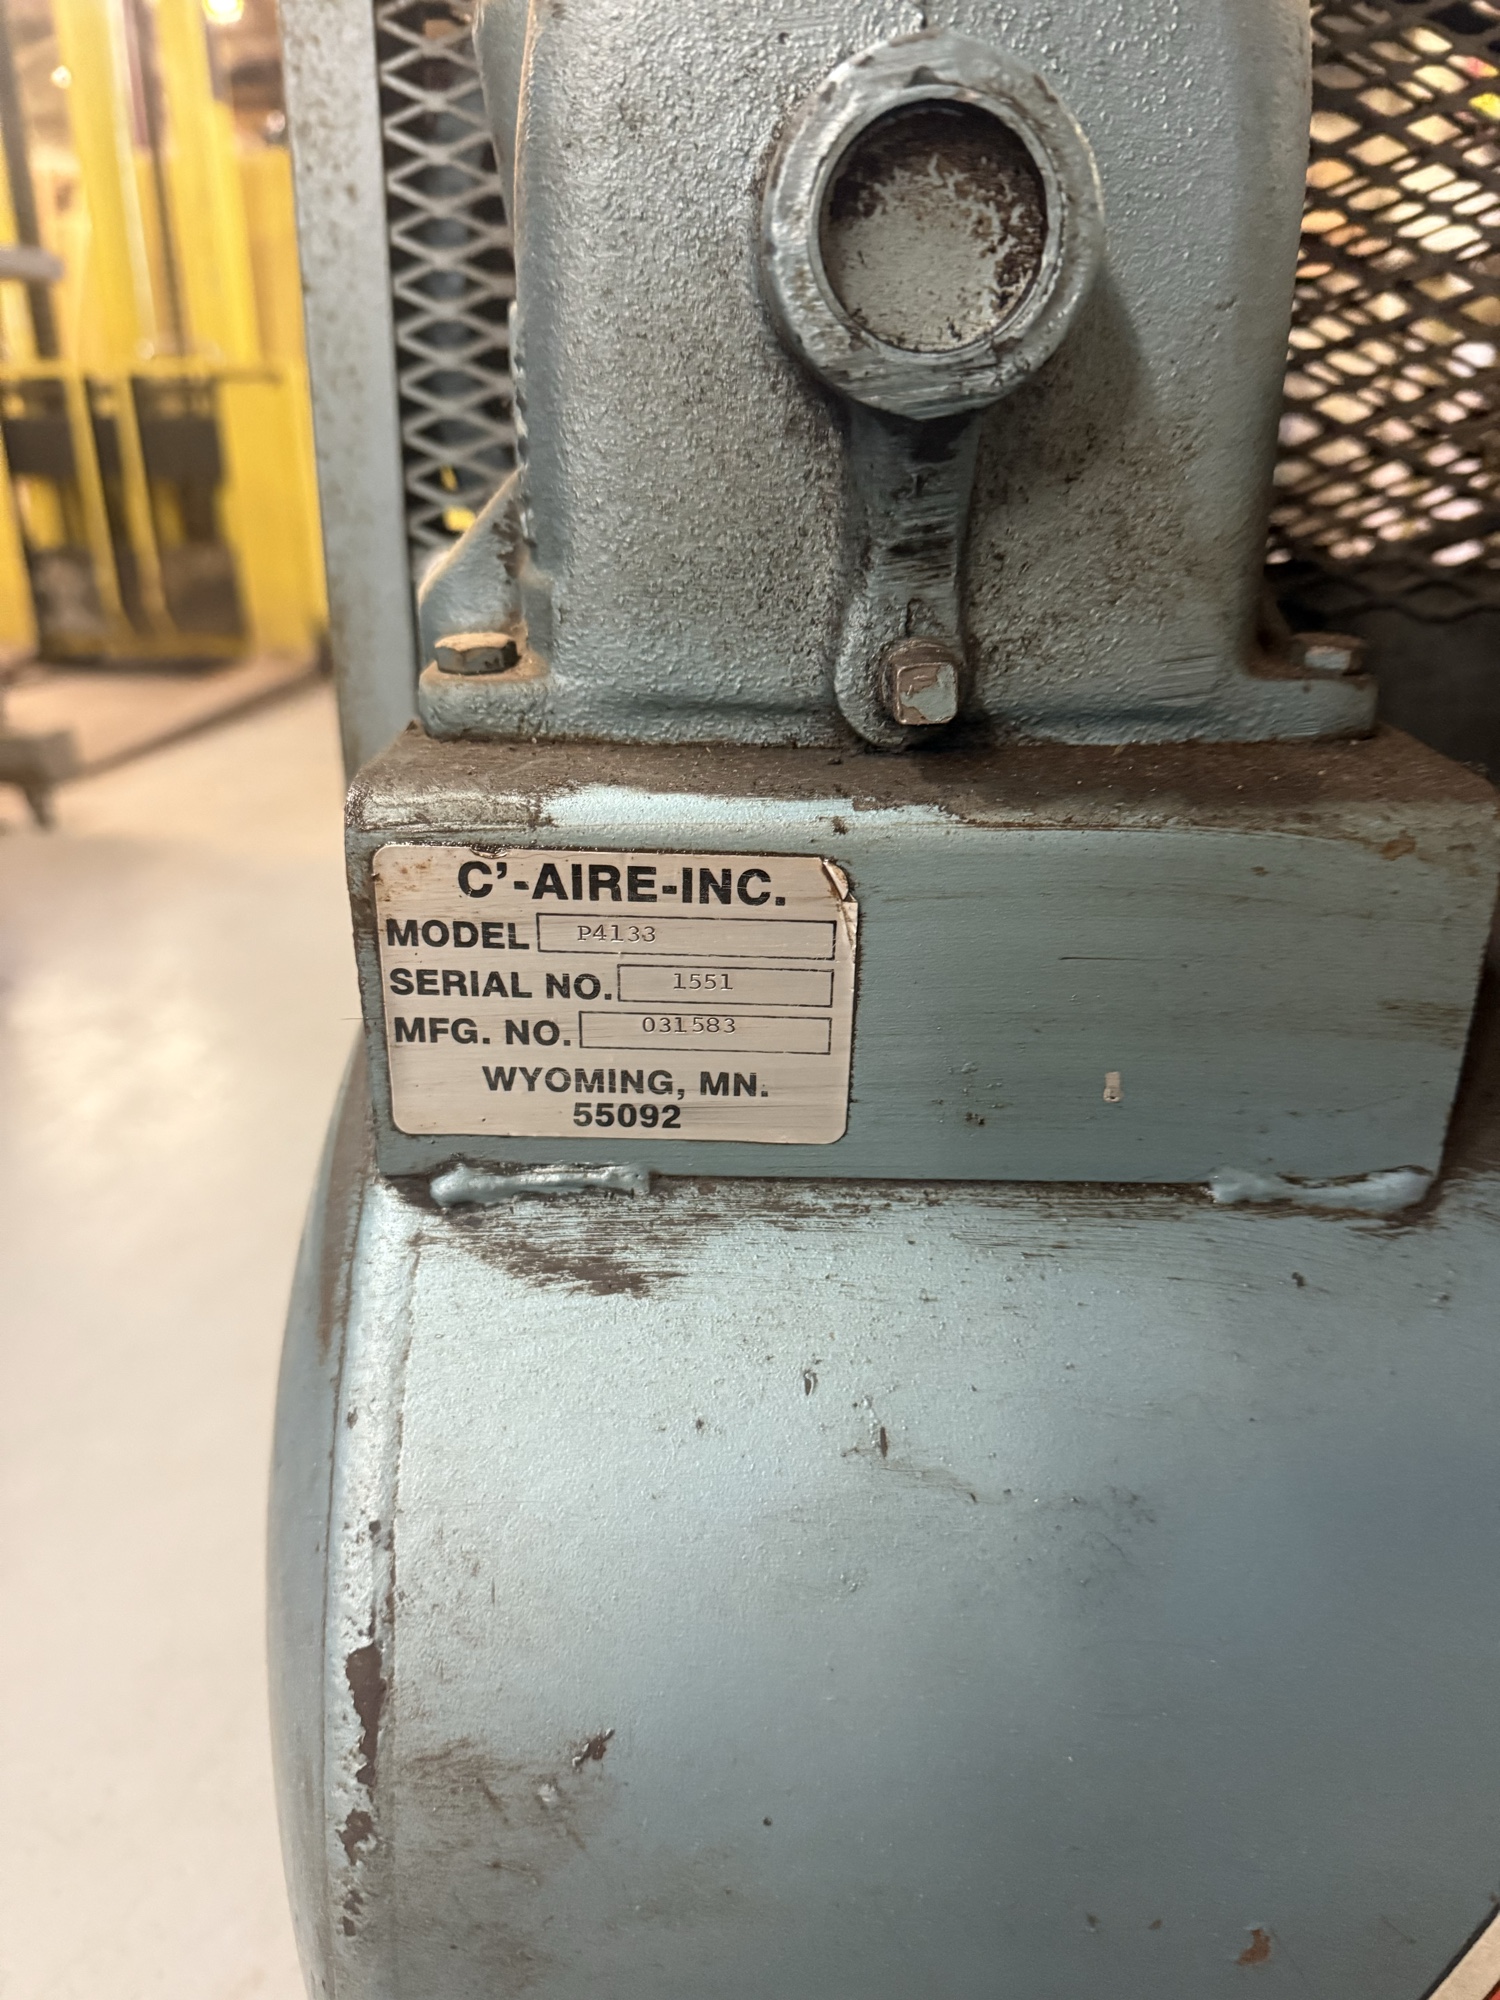 C'-AIRE-INC.
MODEL P4133
SERIAL NO. 1551
MFG. NO. 031583
WYOMING, MN.
55092